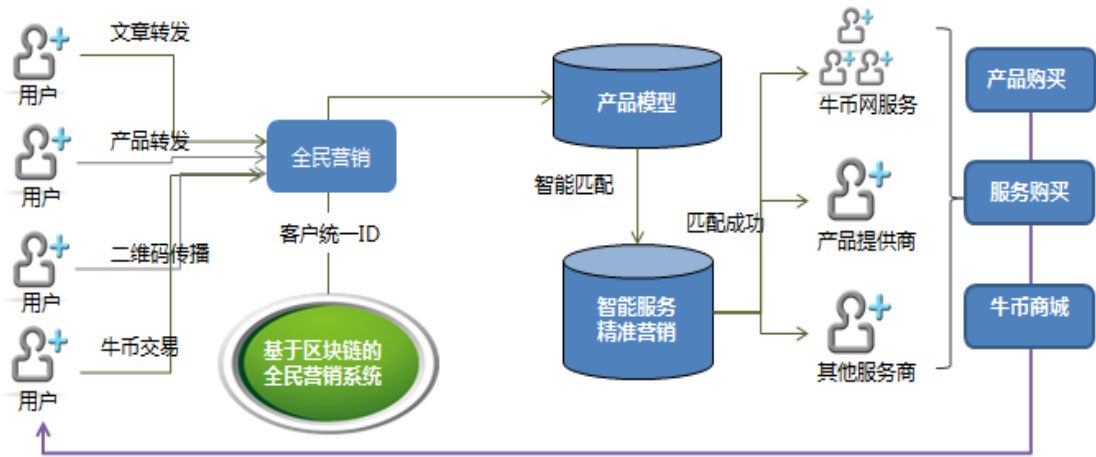 文章转发
用户
产品转发
用户
二维码传播
用户
牛币交易
用户
全民营销
客户统一ID
基于区块链的
全民营销系统
产品模型
智能匹配
智能服务
精准营销
匹配成功
牛币网服务
产品提供商
其他服务商
产品购买
服务购买
牛币商城